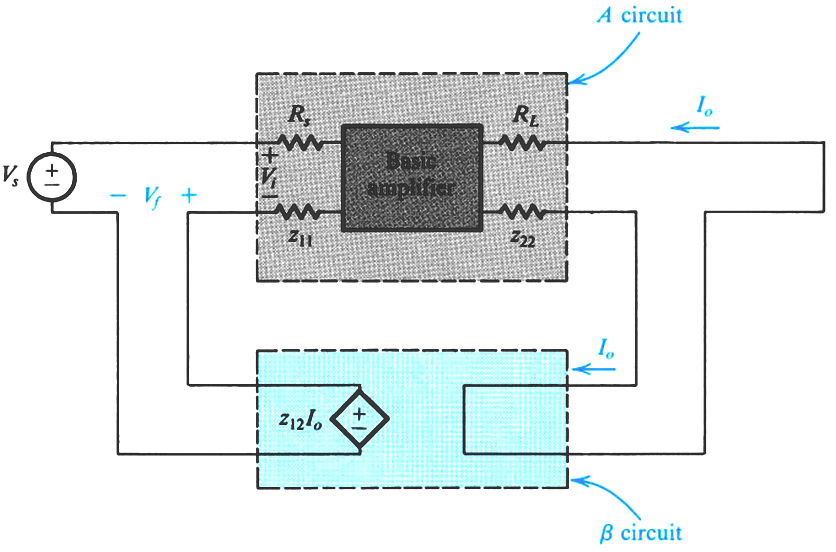 A circuit
I_o
R_s
R_L
+
V_i
−
Basic
amplifier
V_s
+
−
− V_f +
z_11
z_22
I_o
z_12 I_o
+
−
β circuit